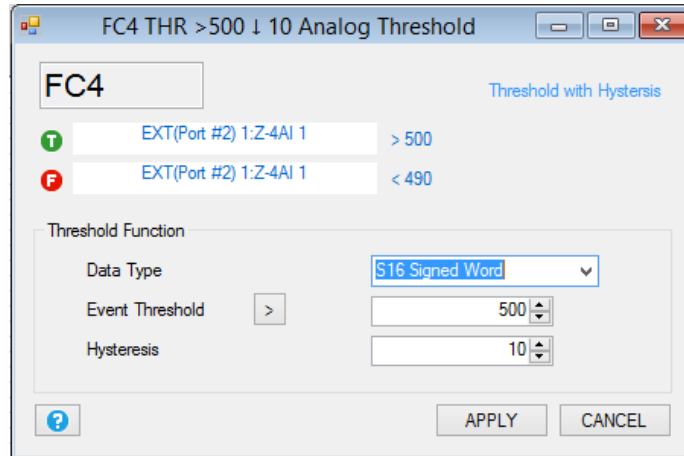 FC4 THR >500 ↓ 10 Analog Threshold
FC4
Threshold with Hystersis
T EXT(Port #2) 1:Z-4AI 1 > 500
F EXT(Port #2) 1:Z-4AI 1 < 490
Threshold Function
Data Type S16 Signed Word
Event Threshold > 500
Hysteresis 10
? APPLY CANCEL